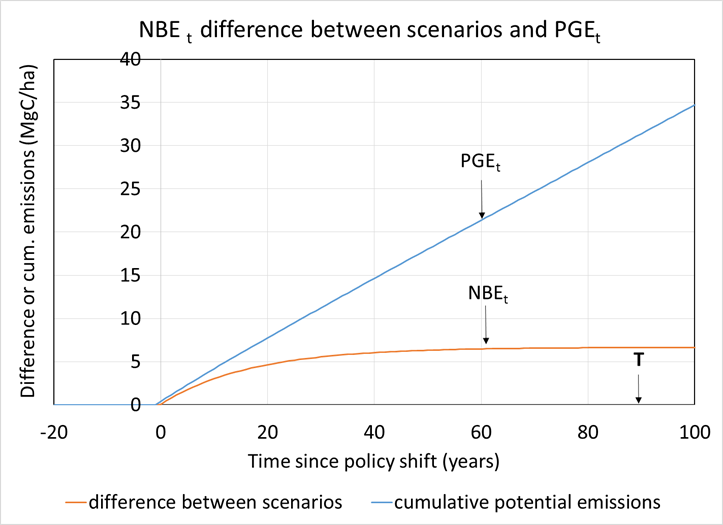 NBE t difference between scenarios and PGEt
Difference or cum. emissions (MgC/ha)
40
35
30
25
20
15
10
5
0
PGEt
NBEt
T
-20 0 20 40 60 80 100
Time since policy shift (years)
difference between scenarios cumulative potential emissions